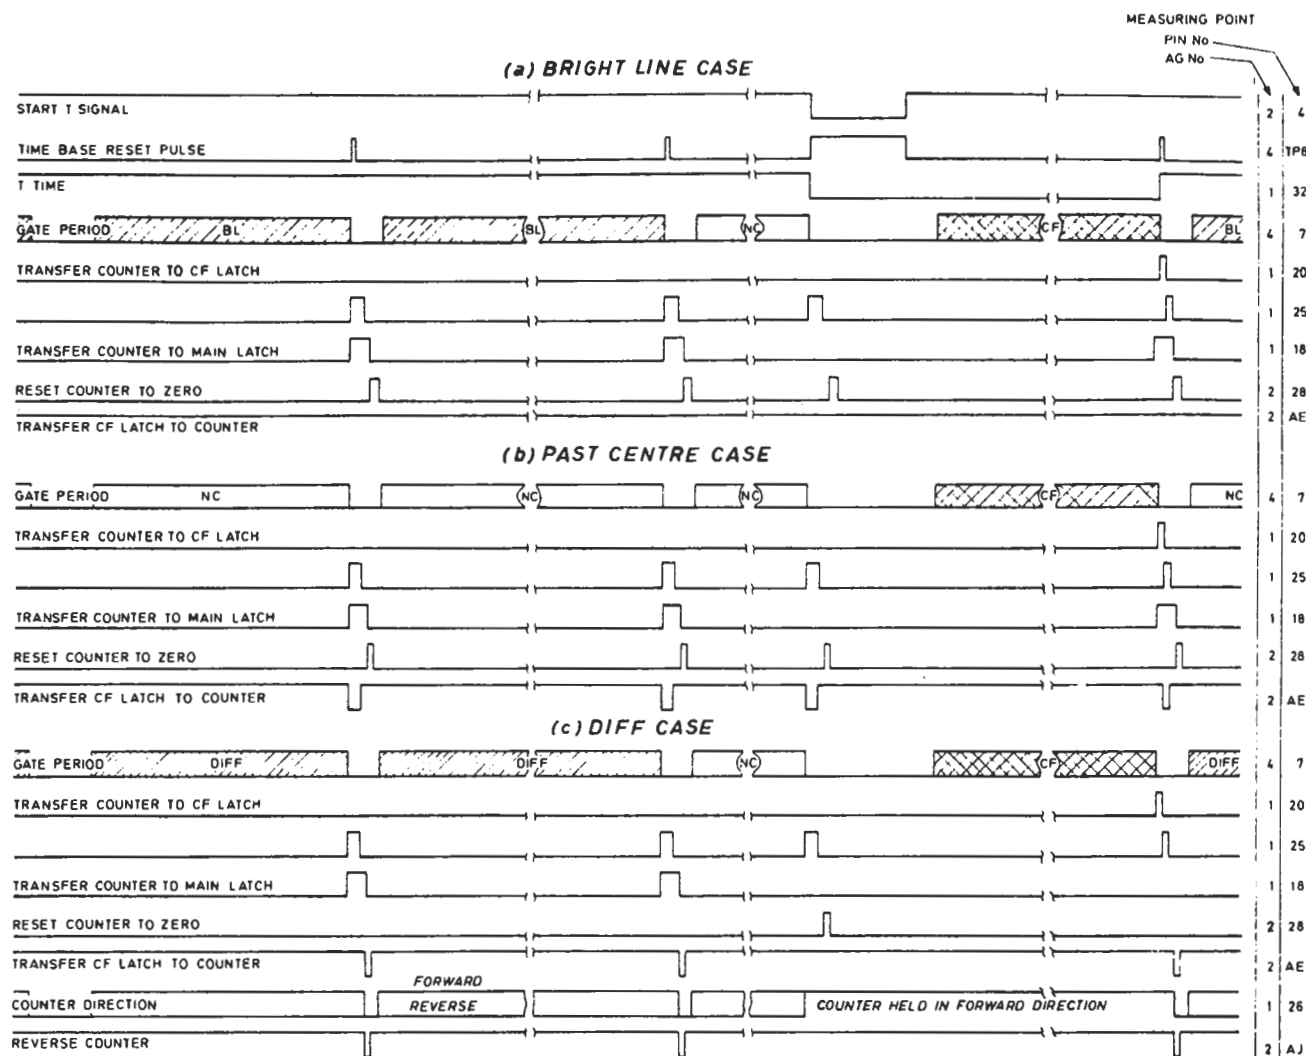 MEASURING POINT
PIN No
AG No
(a) BRIGHT LINE CASE
START T SIGNAL 2 4
TIME BASE RESET PULSE 4 TP8
T TIME 1 32
GATE PERIOD BL BL NC CF BL 4 7
TRANSFER COUNTER TO CF LATCH 1 20
1 25
TRANSFER COUNTER TO MAIN LATCH 1 18
RESET COUNTER TO ZERO 2 28
TRANSFER CF LATCH TO COUNTER 2 AE
(b) PAST CENTRE CASE
GATE PERIOD NC NC NC CF NC 4 7
TRANSFER COUNTER TO CF LATCH 1 20
1 25
TRANSFER COUNTER TO MAIN LATCH 1 18
RESET COUNTER TO ZERO 2 28
TRANSFER CF LATCH TO COUNTER 2 AE
(c) DIFF CASE
GATE PERIOD DIFF DIFF NC CF DIFF 4 7
TRANSFER COUNTER TO CF LATCH 1 20
1 25
TRANSFER COUNTER TO MAIN LATCH 1 18
RESET COUNTER TO ZERO 2 28
TRANSFER CF LATCH TO COUNTER 2 AE
FORWARD
COUNTER DIRECTION REVERSE COUNTER HELD IN FORWARD DIRECTION 1 26
REVERSE COUNTER 2 AJ